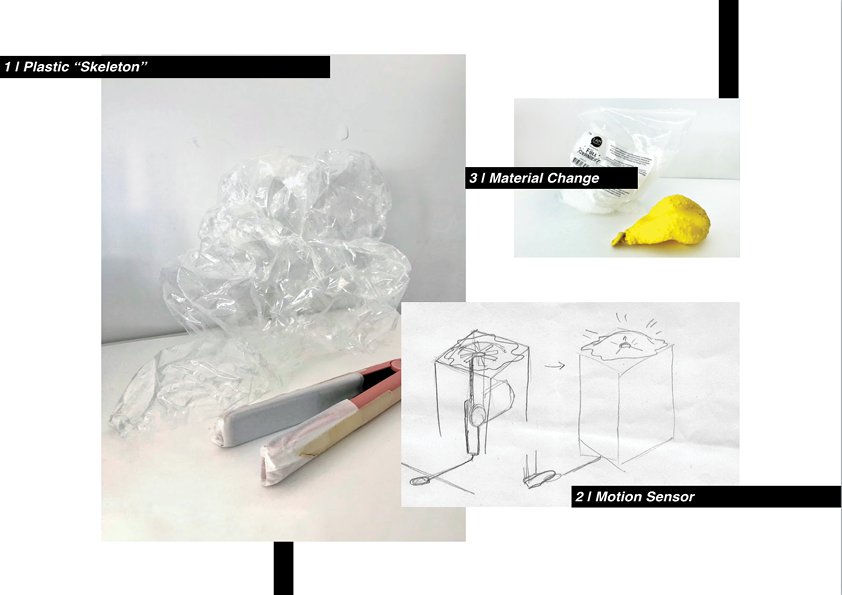 1 I Plastic “Skeleton”
3 I Material Change
2 I Motion Sensor